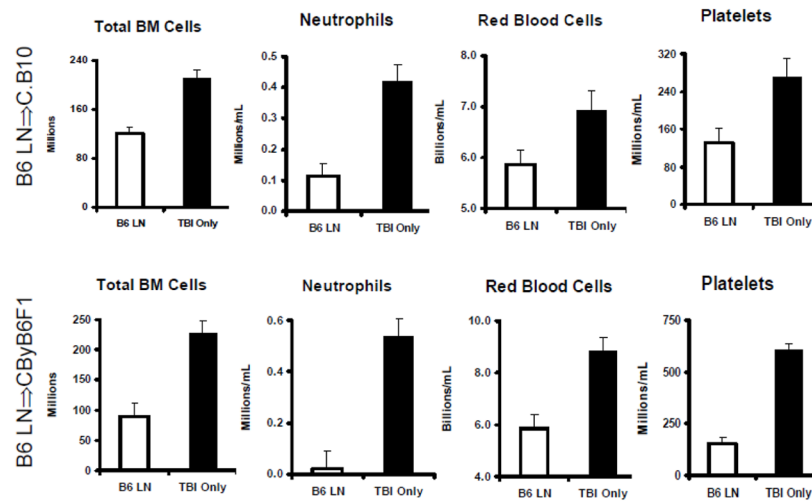 B6 LN⇒C.B10
Total BM Cells
Millions
240
160
80
0
B6 LN TBI Only
Neutrophils
Millions/mL
0.5
0.4
0.3
0.2
0.1
0.0
B6 LN TBI Only
Red Blood Cells
Billions/mL
8.0
7.0
6.0
5.0
B6 LN TBI Only
Platelets
Millions/mL
320
240
160
80
0
B6 LN TBI Only
B6 LN⇒CByB6F1
Total BM Cells
Millions
250
200
150
100
50
0
B6 LN TBI Only
Neutrophils
Millions/mL
0.6
0.4
0.2
0.0
B6 LN TBI Only
Red Blood Cells
Billions/mL
10.0
8.0
6.0
4.0
B6 LN TBI Only
Platelets
Millions/mL
750
500
250
0
B6 LN TBI Only